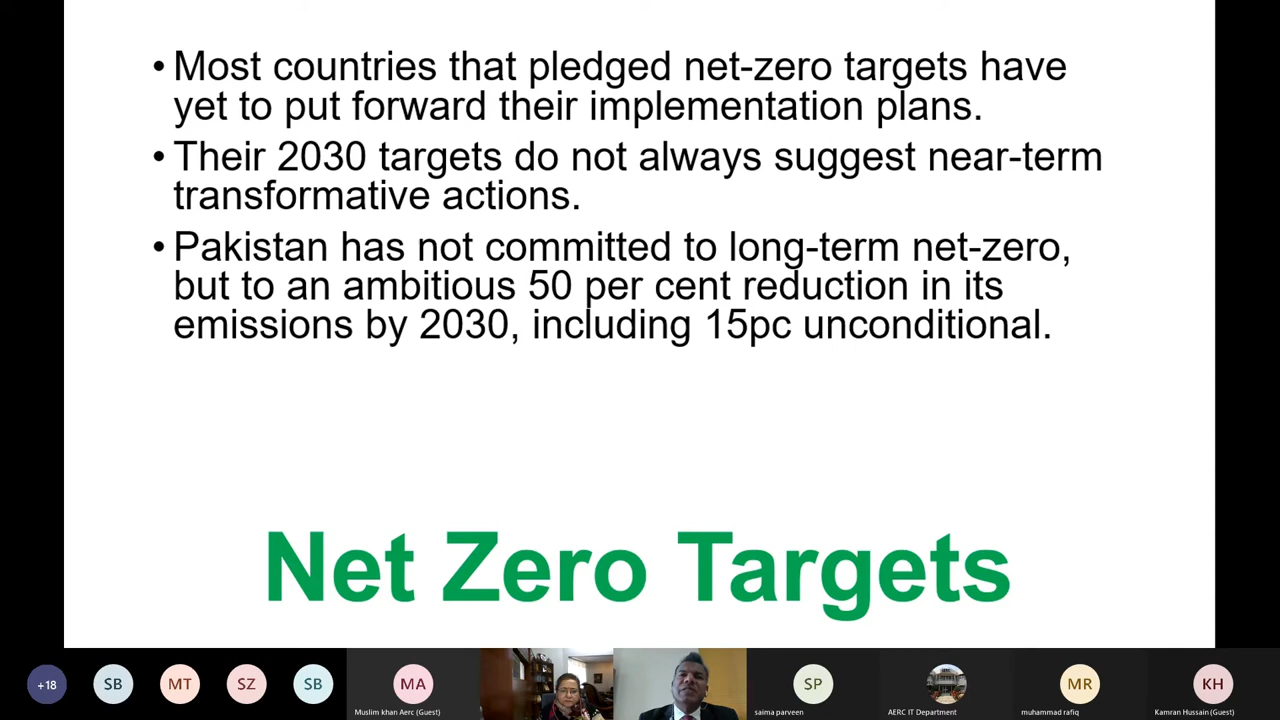 • Most countries that pledged net-zero targets have
yet to put forward their implementation plans.
• Their 2030 targets do not always suggest near-term
transformative actions.
• Pakistan has not committed to long-term net-zero,
but to an ambitious 50 per cent reduction in its
emissions by 2030, including 15pc unconditional.
Net Zero Targets
+18
SB
MT
SZ
SB
MA
SP
MR
KH
Muslim khan Aerc (Guest)
saima parveen
AERC IT Department
muhammad rafiq
Kamran Hussain (Guest)